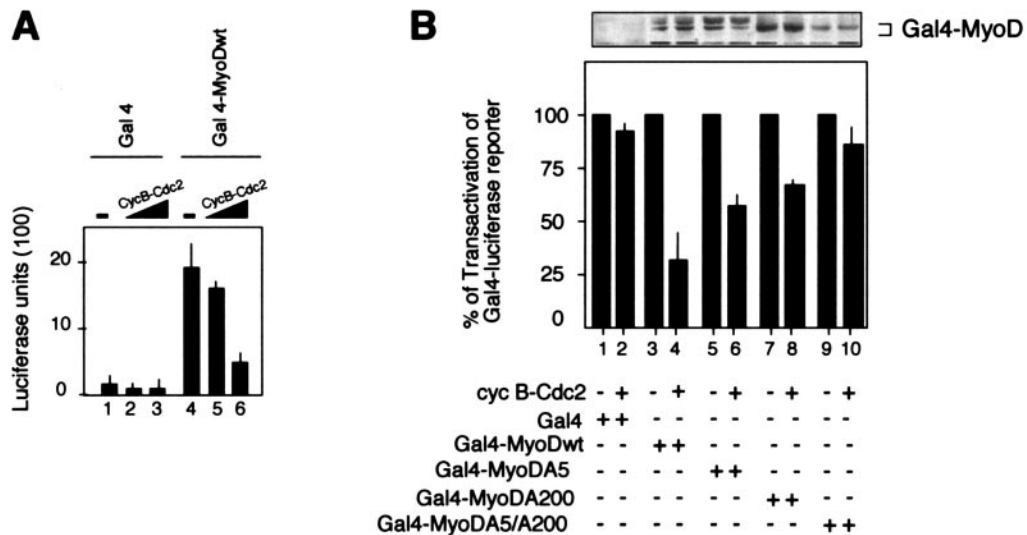 A
Gal 4
Gal 4-MyoDwt
- CycB-Cdc2 - CycB-Cdc2
Luciferase units (100)
20
10
0
1 2 3 4 5 6
B
Gal4-MyoD
% of Transactivation of
Gal4-luciferase reporter
100
75
50
25
0
1 2 3 4 5 6 7 8 9 10
cyc B-Cdc2 - + - + - + - + - +
Gal4 + + - - - - - - - -
Gal4-MyoDwt - - + + - - - - - -
Gal4-MyoDA5 - - - - + + - - - -
Gal4-MyoDA200 - - - - - - + + - -
Gal4-MyoDA5/A200 - - - - - - - - + +